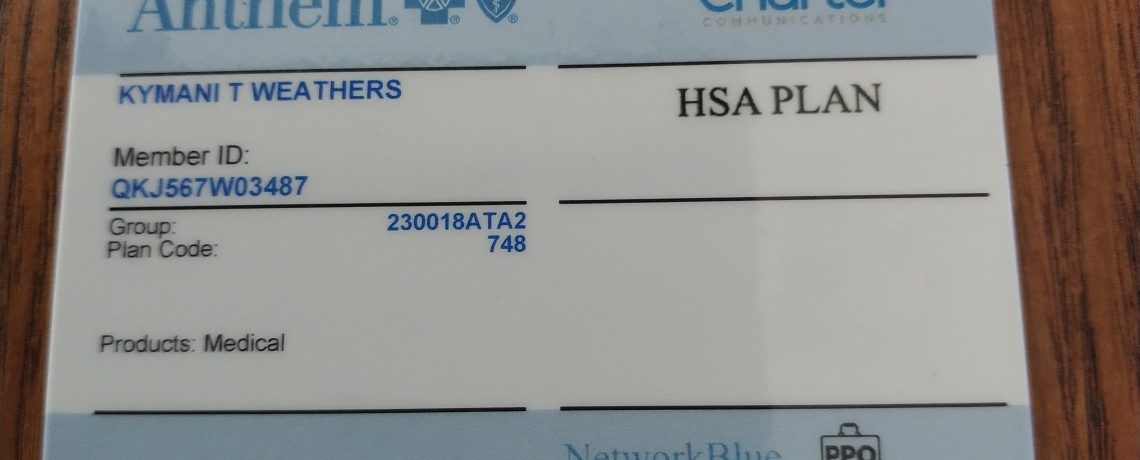 Anthem
Charter
COMMUNICATIONS
KYMANI T WEATHERS
HSA PLAN
Member ID:
QKJ567W03487
Group: 230018ATA2
Plan Code: 748
Products: Medical
NetworkBlue
PPO